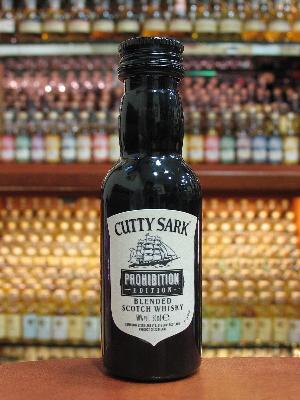 CUTTY SARK
PROHIBITION
EDITION
BLENDED
SCOTCH WHISKY